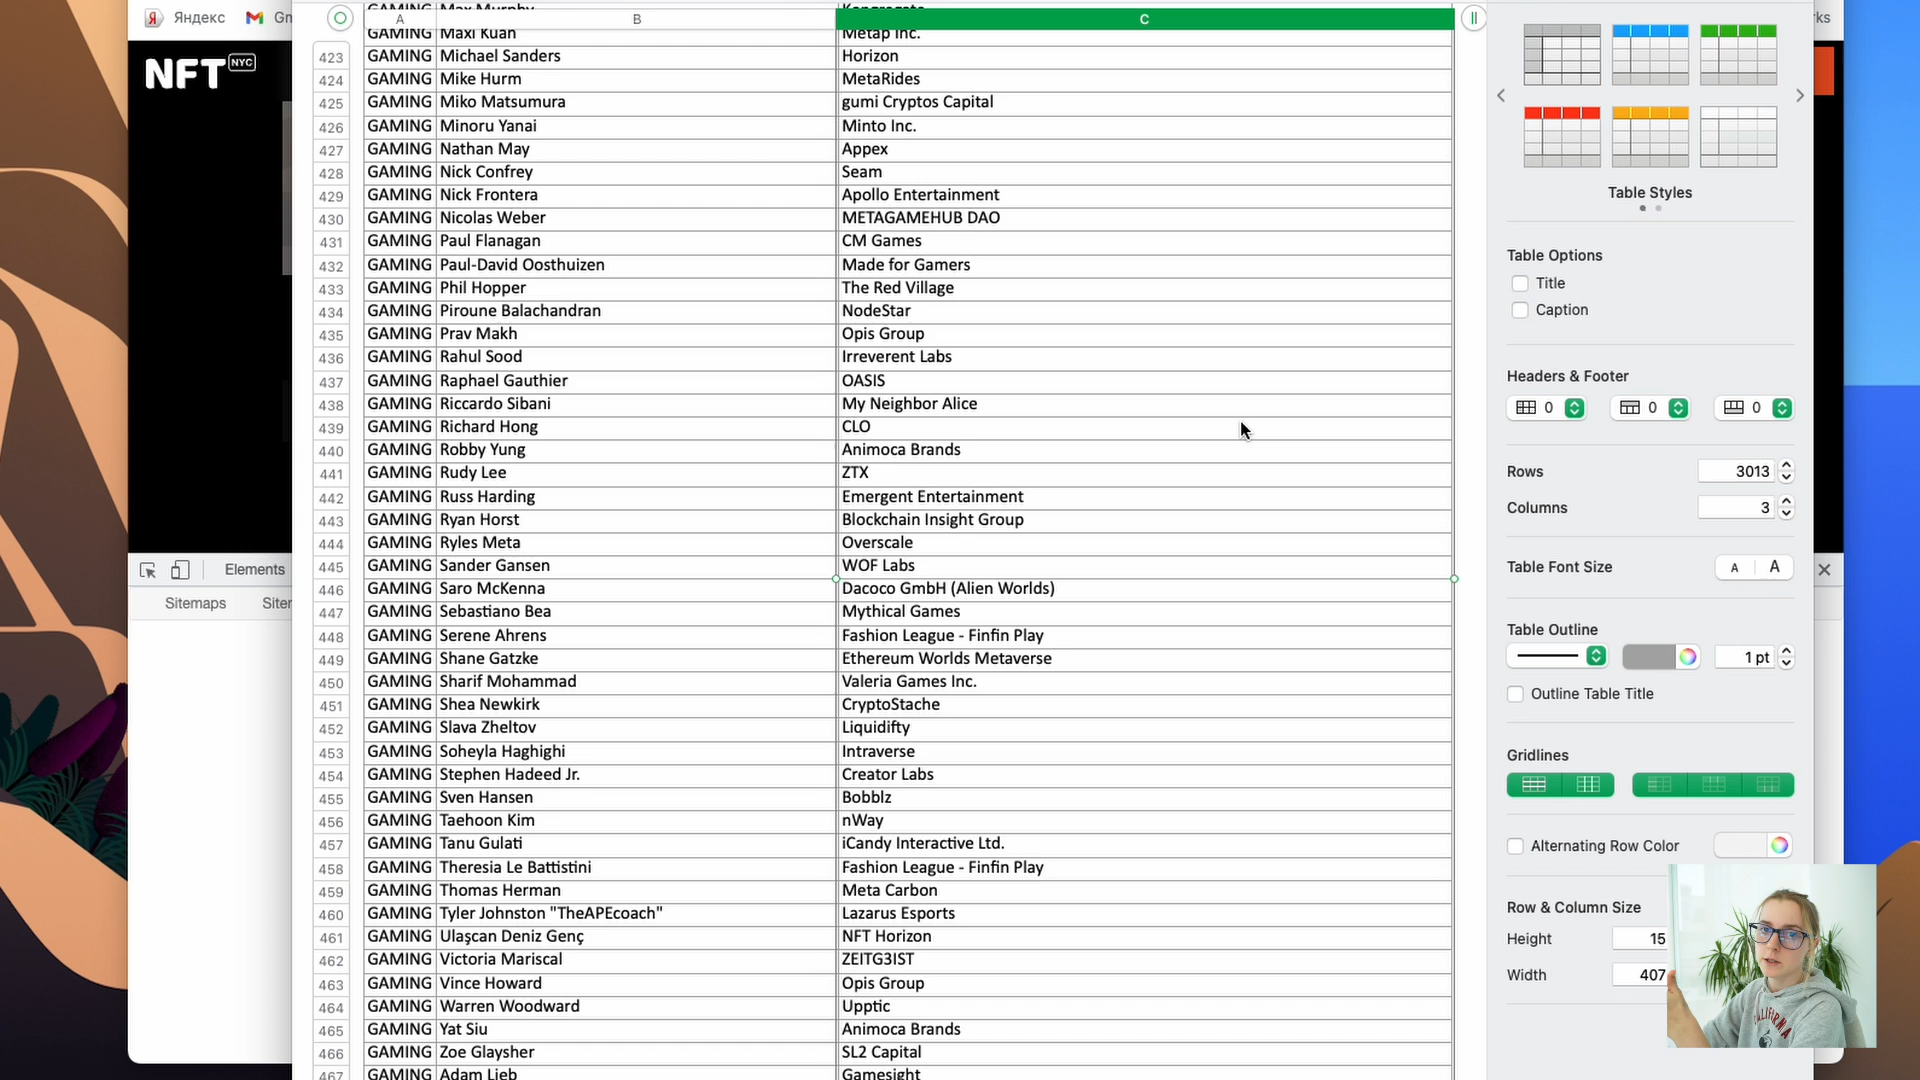 Яндекс
NFT NYC
Elements
Sitemaps
A B C
GAMING Maxi Kuan Metap Inc.
423 GAMING Michael Sanders Horizon
424 GAMING Mike Hurm MetaRides
425 GAMING Miko Matsumura gumi Cryptos Capital
426 GAMING Minoru Yanai Minto Inc.
427 GAMING Nathan May Appex
428 GAMING Nick Confrey Seam
429 GAMING Nick Frontera Apollo Entertainment
430 GAMING Nicolas Weber METAGAMEHUB DAO
431 GAMING Paul Flanagan CM Games
432 GAMING Paul-David Oosthuizen Made for Gamers
433 GAMING Phil Hopper The Red Village
434 GAMING Piroune Balachandran NodeStar
435 GAMING Prav Makh Opis Group
436 GAMING Rahul Sood Irreverent Labs
437 GAMING Raphael Gauthier OASIS
438 GAMING Riccardo Sibani My Neighbor Alice
439 GAMING Richard Hong CLO
440 GAMING Robby Yung Animoca Brands
441 GAMING Rudy Lee ZTX
442 GAMING Russ Harding Emergent Entertainment
443 GAMING Ryan Horst Blockchain Insight Group
444 GAMING Ryles Meta Overscale
445 GAMING Sander Gansen WOF Labs
446 GAMING Saro McKenna Dacoco GmbH (Alien Worlds)
447 GAMING Sebastiano Bea Mythical Games
448 GAMING Serene Ahrens Fashion League - Finfin Play
449 GAMING Shane Gatzke Ethereum Worlds Metaverse
450 GAMING Sharif Mohammad Valeria Games Inc.
451 GAMING Shea Newkirk CryptoStache
452 GAMING Slava Zheltov Liquidifty
453 GAMING Soheyla Haghighi Intraverse
454 GAMING Stephen Hadeed Jr. Creator Labs
455 GAMING Sven Hansen Bobblz
456 GAMING Taehoon Kim nWay
457 GAMING Tanu Gulati iCandy Interactive Ltd.
458 GAMING Theresia Le Battistini Fashion League - Finfin Play
459 GAMING Thomas Herman Meta Carbon
460 GAMING Tyler Johnston "TheAPEcoach" Lazarus Esports
461 GAMING Ulaşcan Deniz Genç NFT Horizon
462 GAMING Victoria Mariscal ZEITG3IST
463 GAMING Vince Howard Opis Group
464 GAMING Warren Woodward Upptic
465 GAMING Yat Siu Animoca Brands
466 GAMING Zoe Glaysher SL2 Capital
467 GAMING Adam Lieb Gamesight
Table Styles
Table Options
Title
Caption
Headers & Footer
0 0 0
Rows 3013
Columns 3
Table Font Size A A
Table Outline
1 pt
Outline Table Title
Gridlines
Alternating Row Color
Row & Column Size
Height 15
Width 407